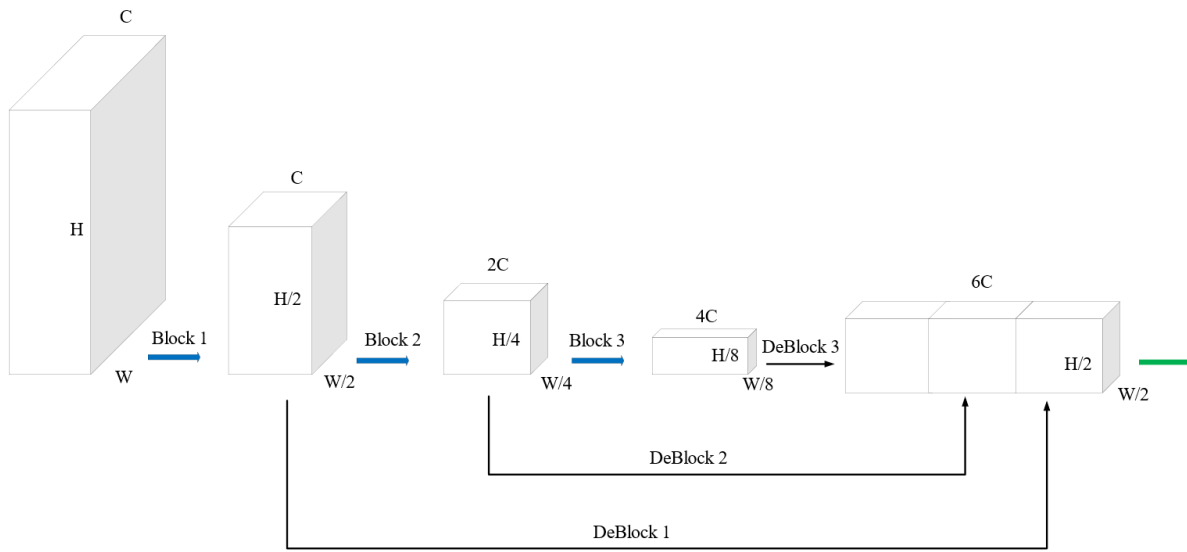 C
H
W
Block 1
C
H/2
W/2
Block 2
2C
H/4
W/4
Block 3
4C
H/8
W/8
DeBlock 3
6C
H/2
W/2
DeBlock 2
DeBlock 1